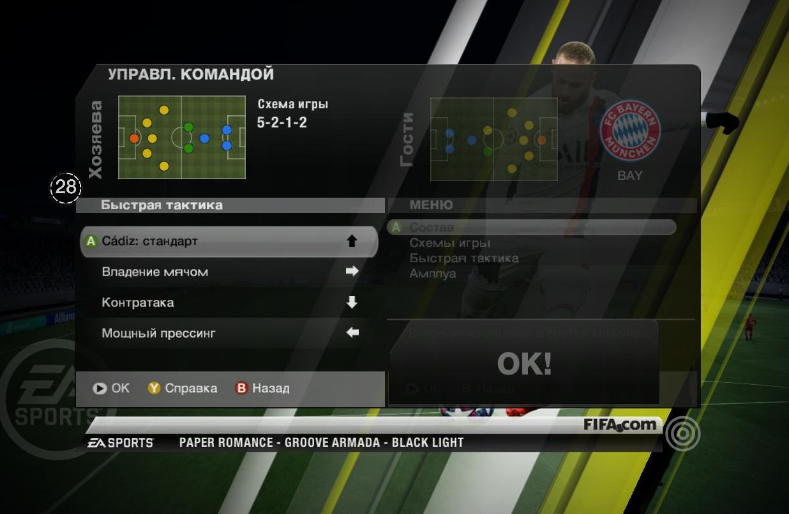 УПРАВЛ. КОМАНДОЙ
Хозяева
Схема игры
5-2-1-2
Гости
FC BAYERN
MÜNCHEN
BAY
28
Быстрая тактика
A Cádiz: стандарт
Владение мячом
Контратака
Мощный прессинг
OK
Y Справка
B Назад
МЕНЮ
A Состав
Схемы игры
Быстрая тактика
Амплуа
OK!
EA
SPORTS
FIFA.com
EA SPORTS
PAPER ROMANCE - GROOVE ARMADA - BLACK LIGHT